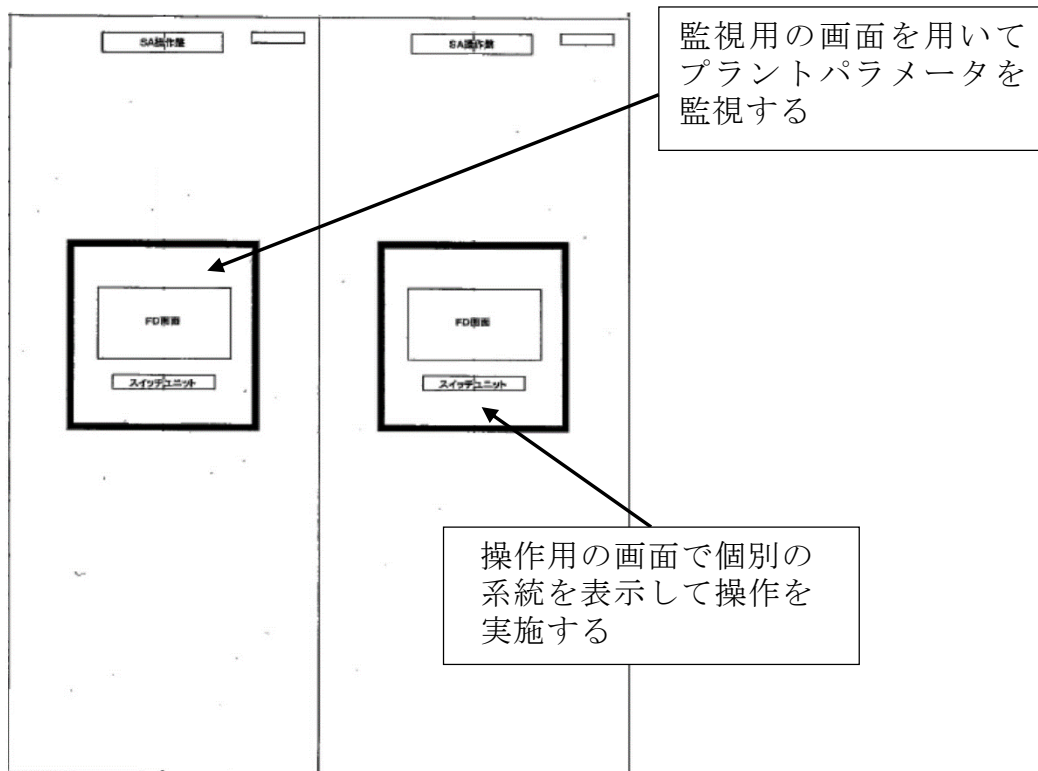 SA操作盤
SA操作盤
監視用の画面を用いて
プラントパラメータを
監視する
FD画面
スイッチユニット
FD画面
スイッチユニット
操作用の画面で個別の
系統を表示して操作を
実施する